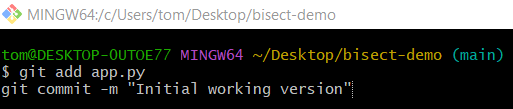 MINGW64:/c/Users/tom/Desktop/bisect-demo
tom@DESKTOP-OUTOE77 MINGW64 ~/Desktop/bisect-demo (main)
$ git add app.py
git commit -m "Initial working version"